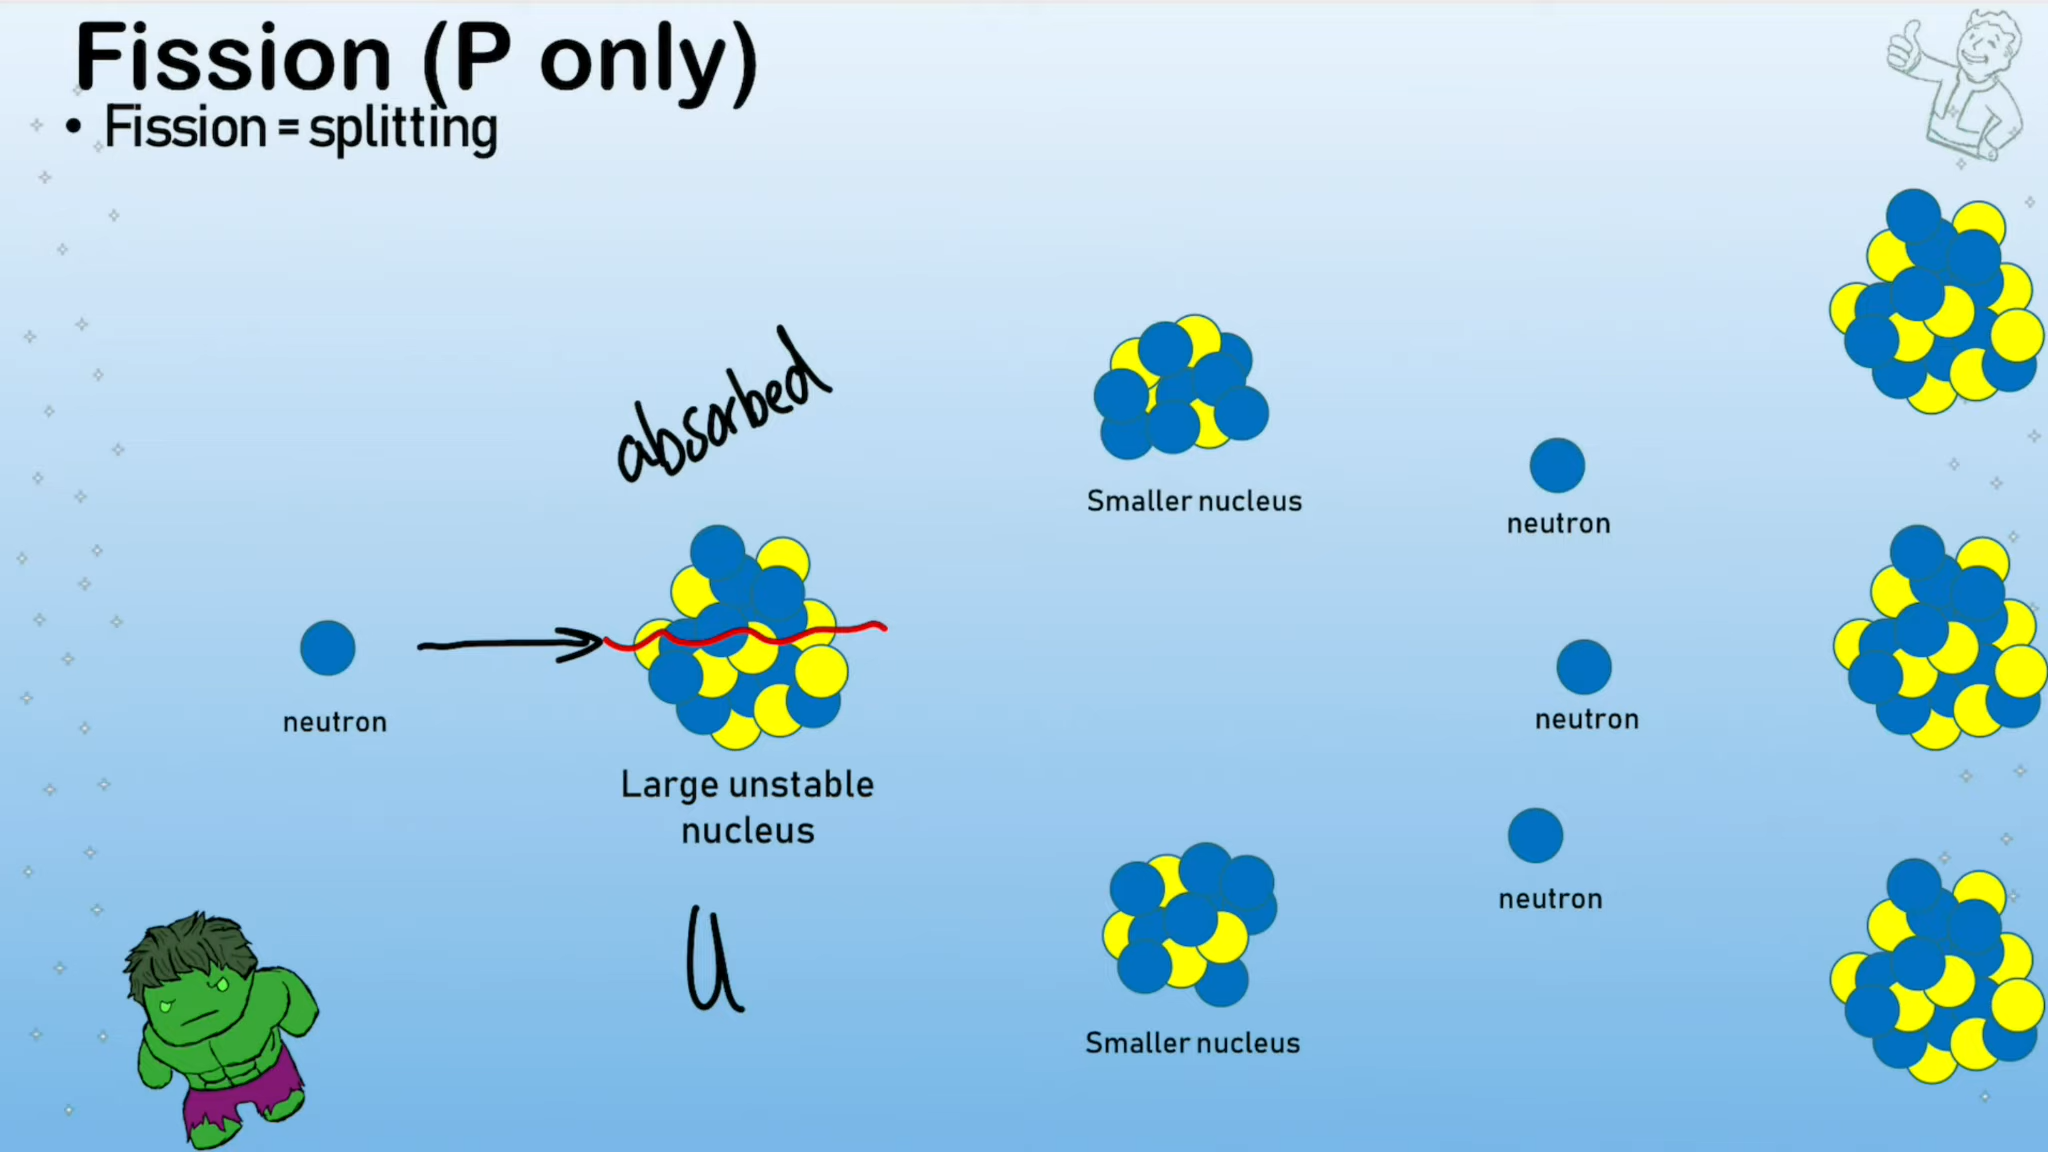 Fission (P only)
• Fission = splitting
absorbed
Smaller nucleus
neutron
neutron
neutron
Large unstable
nucleus
neutron
U
Smaller nucleus